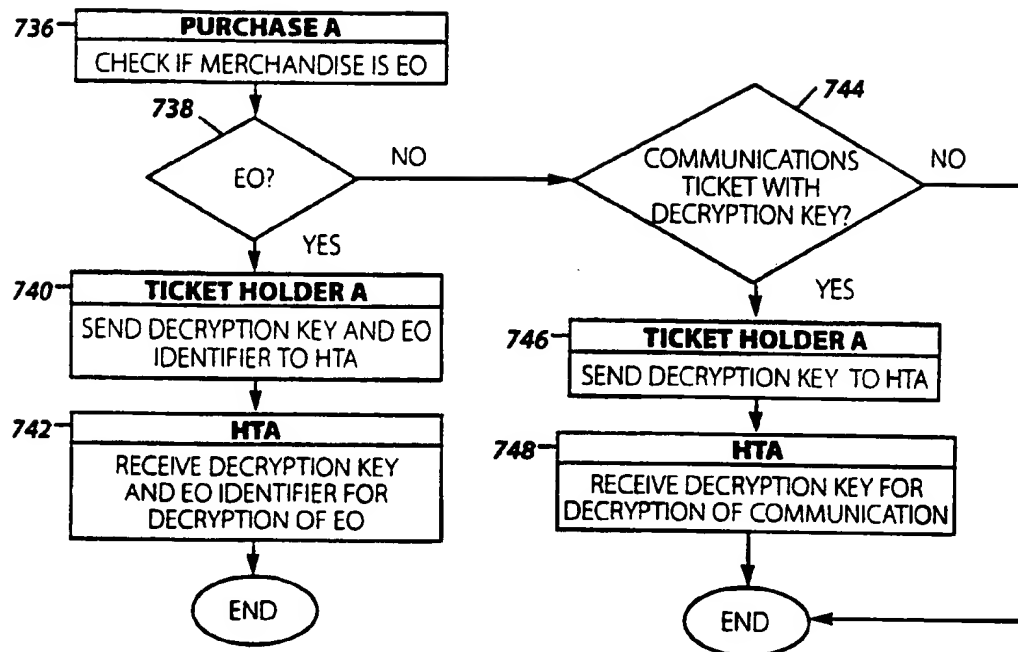 736
PURCHASE A
CHECK IF MERCHANDISE IS EO
738
EO?
NO
YES
740
TICKET HOLDER A
SEND DECRYPTION KEY AND EO
IDENTIFIER TO HTA
742
HTA
RECEIVE DECRYPTION KEY
AND EO IDENTIFIER FOR
DECRYPTION OF EO
END
744
COMMUNICATIONS
TICKET WITH
DECRYPTION KEY?
NO
YES
746
TICKET HOLDER A
SEND DECRYPTION KEY TO HTA
748
HTA
RECEIVE DECRYPTION KEY FOR
DECRYPTION OF COMMUNICATION
END